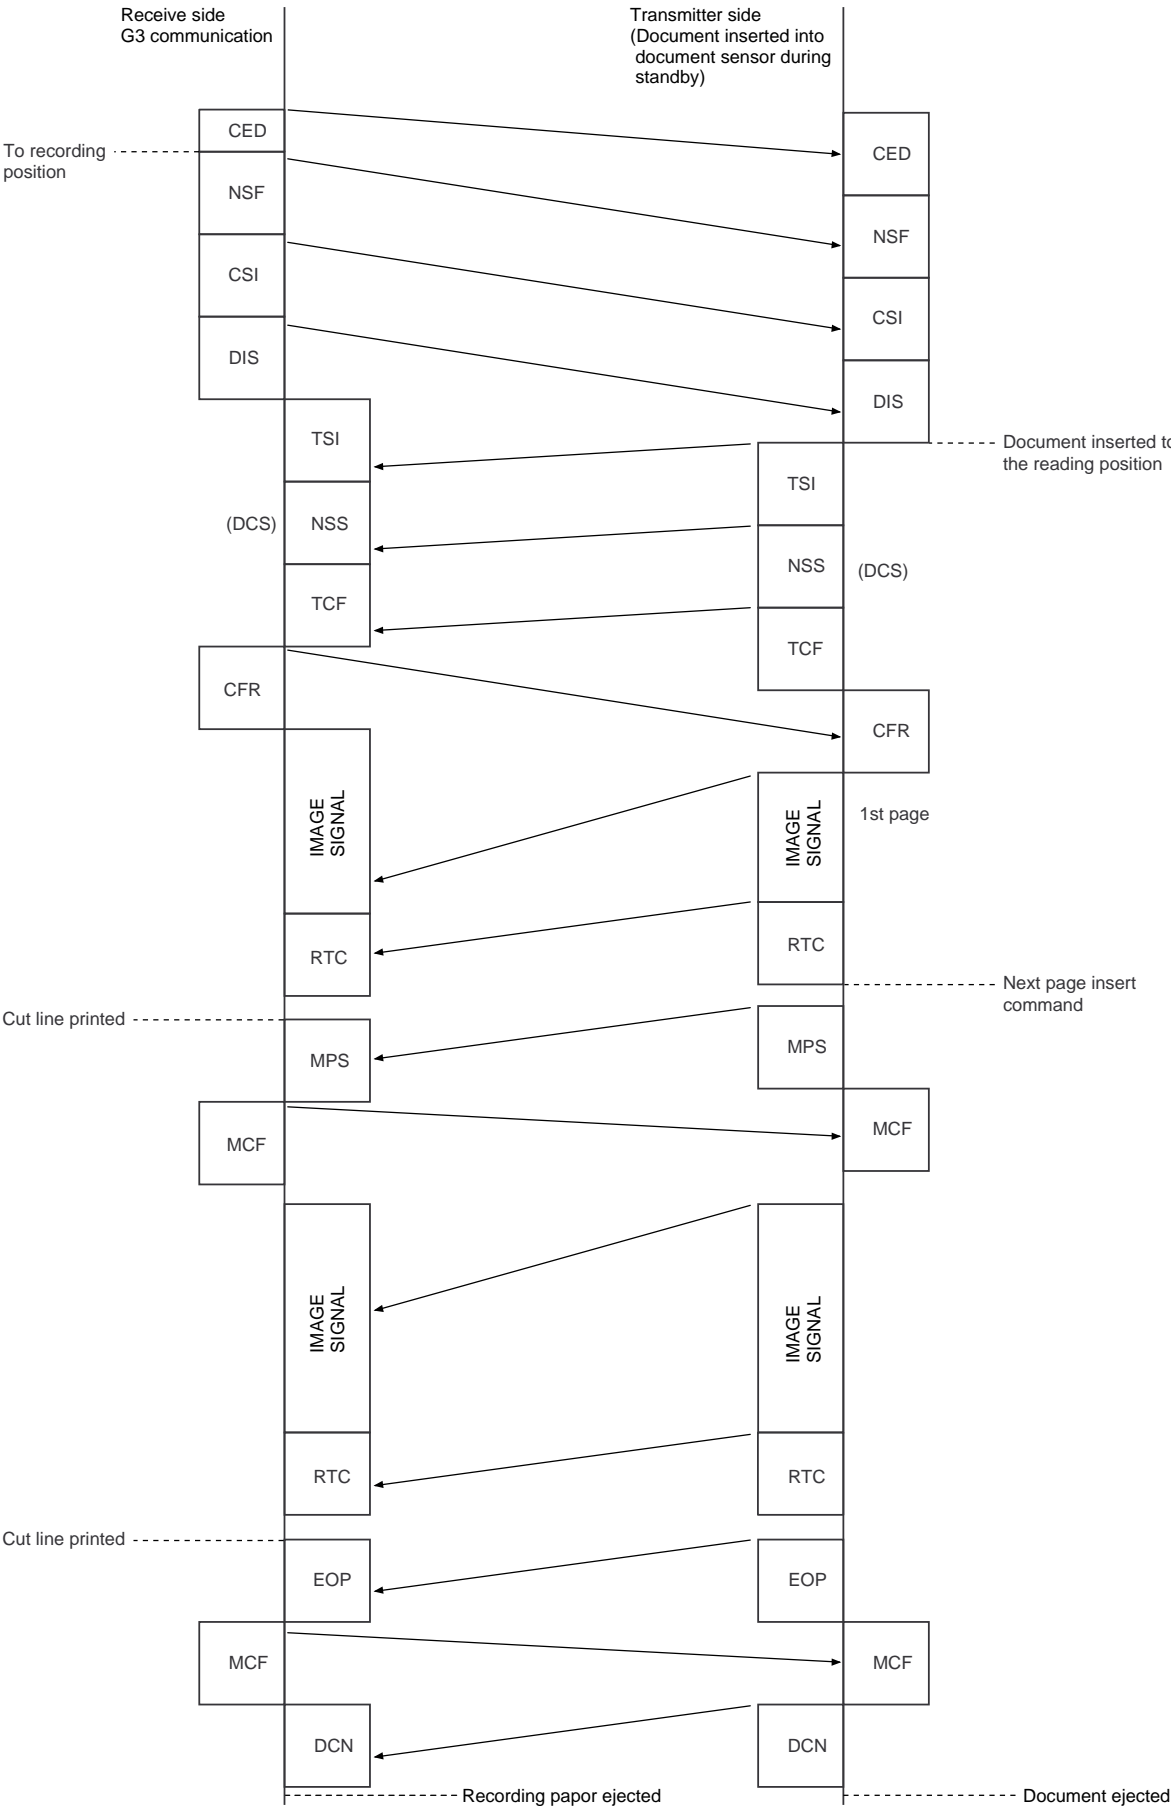 Receive side
G3 communication
Transmitter side
(Document inserted into
document sensor during
standby)
CED
To recording
position
CED
NSF
NSF
CSI
CSI
DIS
DIS
TSI
Document inserted to
the reading position
TSI
(DCS)
NSS
NSS
(DCS)
TCF
TCF
CFR
CFR
IMAGE
SIGNAL
IMAGE
SIGNAL
1st page
RTC
RTC
Next page insert
command
Cut line printed
MPS
MPS
MCF
MCF
IMAGE
SIGNAL
IMAGE
SIGNAL
RTC
RTC
Cut line printed
EOP
EOP
MCF
MCF
DCN
DCN
Recording papor ejected
Document ejected